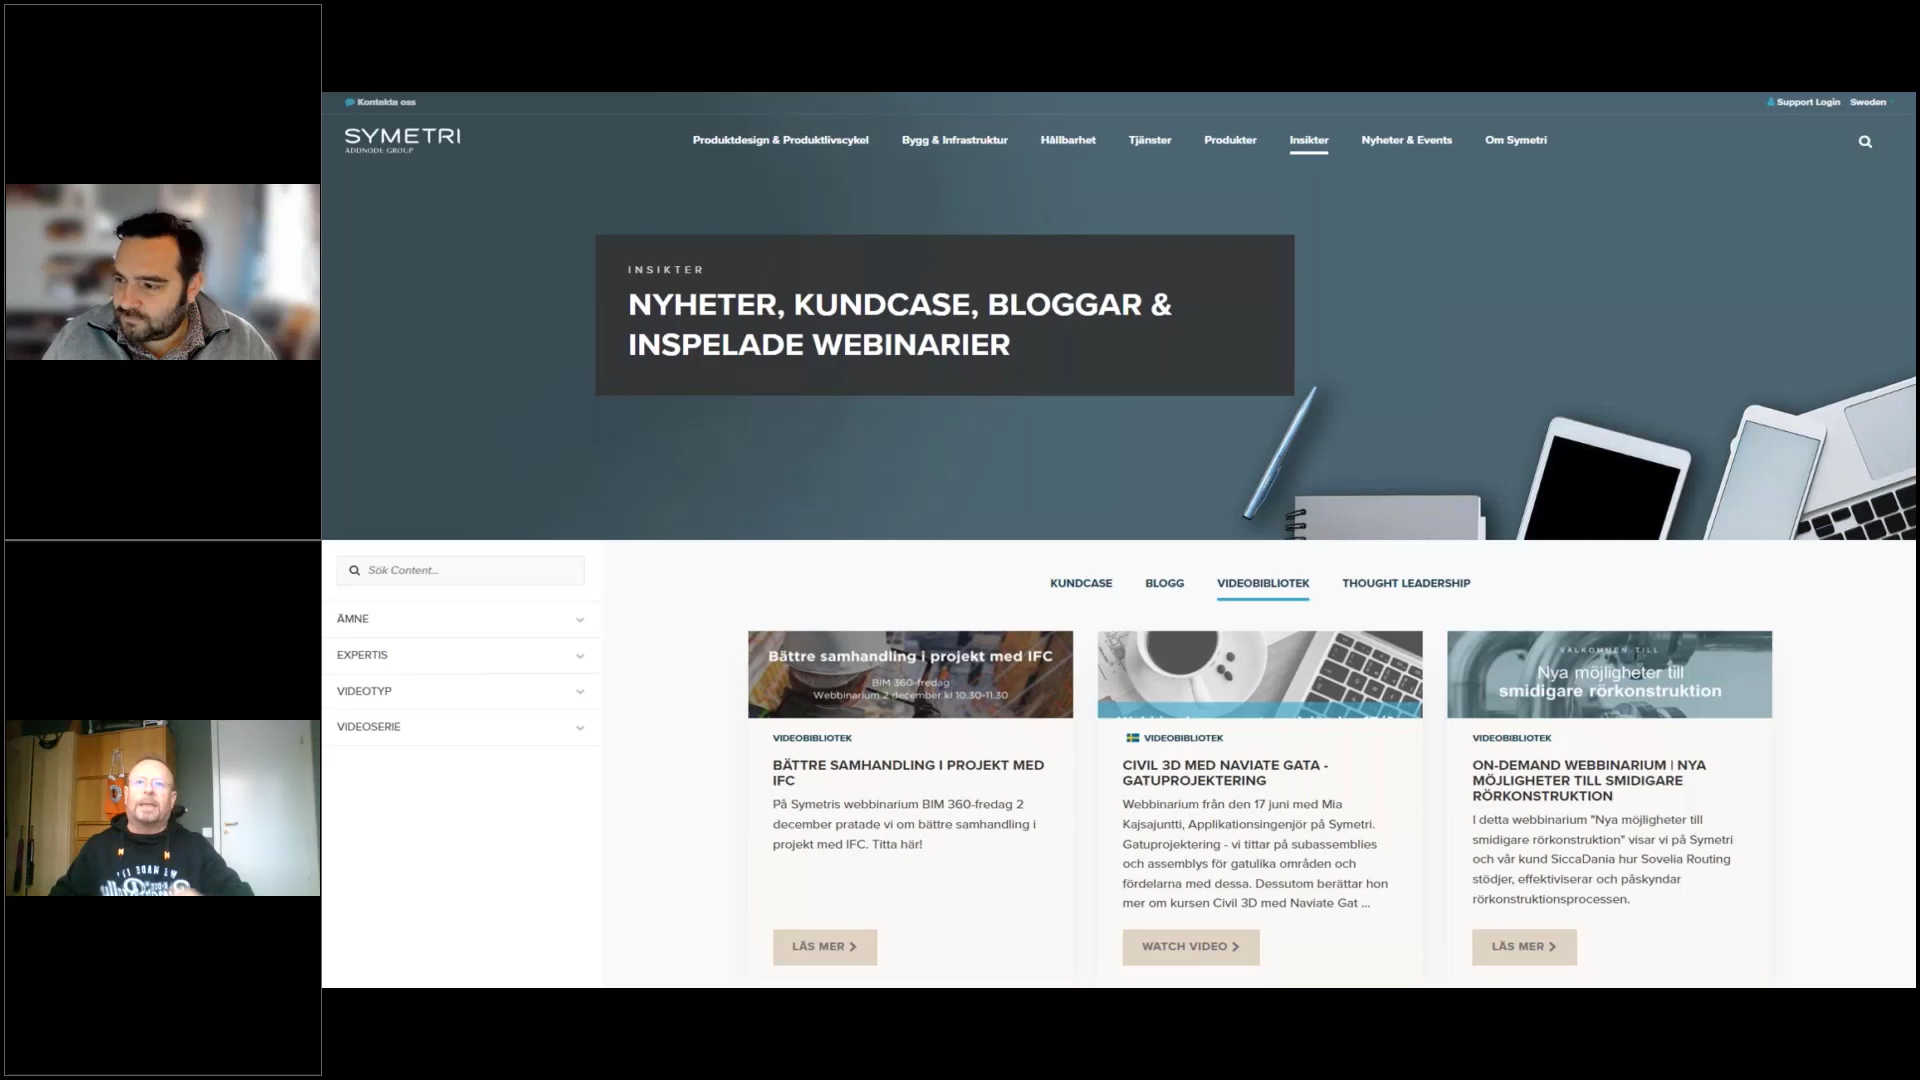 Kontakta oss
Support Login Sweden
SYMETRI
ADDNODE GROUP
Produktdesign & Produktlivscykel Bygg & Infrastruktur Hållbarhet Tjänster Produkter Insikter Nyheter & Events Om Symetri
INSIKTER
NYHETER, KUNDCASE, BLOGGAR &
INSPELADE WEBINARIER
Sök Content...
ÄMNE
EXPERTIS
VIDEOTYP
VIDEOSERIE
KUNDCASE BLOGG VIDEOBIBLIOTEK THOUGHT LEADERSHIP
Bättre samhandling i projekt med IFC
BIM 360-fredag
Webbinarium 2 december kl 10.30-11.30
VIDEOBIBLIOTEK
BÄTTRE SAMHANDLING I PROJEKT MED
IFC
På Symetris webbinarium BIM 360-fredag 2
december pratade vi om bättre samhandling i
projekt med IFC. Titta här!
LÄS MER
VIDEOBIBLIOTEK
CIVIL 3D MED NAVIATE GATA -
GATUPROJEKTERING
Webbinarium från den 17 juni med Mia
Kajsajuntti, Applikationsingenjör på Symetri.
Gatuprojektering - vi tittar på subassemblies
och assemblys för gatulika områden och
fördelarna med dessa. Dessutom berättar hon
mer om kursen Civil 3D med Naviate Gat ...
WATCH VIDEO
VÄLKOMMEN TILL
Nya möjligheter till
smidigare rörkonstruktion
VIDEOBIBLIOTEK
ON-DEMAND WEBBINARIUM | NYA
MÖJLIGHETER TILL SMIDIGARE
RÖRKONSTRUKTION
I detta webbinarium "Nya möjligheter till
smidigare rörkonstruktion" visar vi på Symetri
och vår kund SiccaDania hur Sovelia Routing
stödjer, effektiviserar och påskyndar
rörkonstruktionsprocessen.
LÄS MER